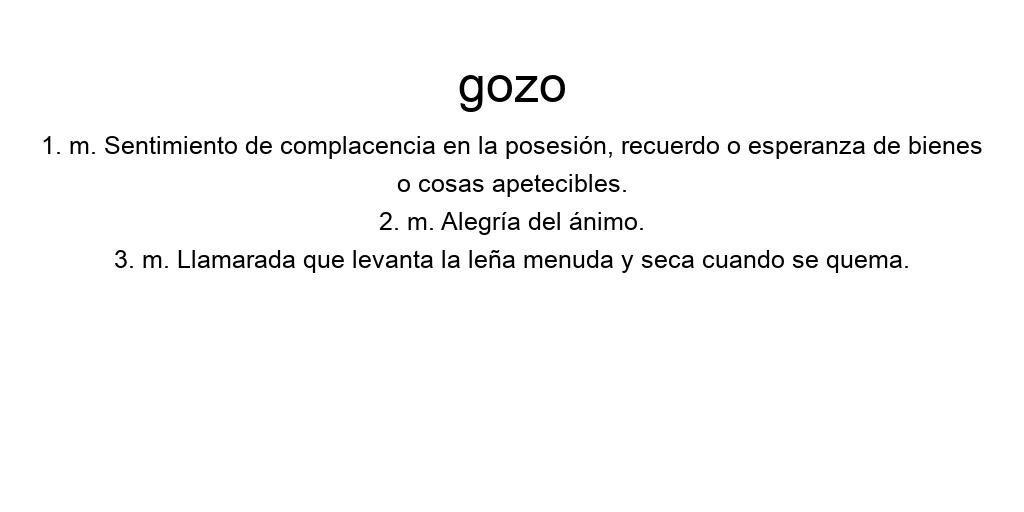 gozo
1. m. Sentimiento de complacencia en la posesión, recuerdo o esperanza de bienes
o cosas apetecibles.
2. m. Alegría del ánimo.
3. m. Llamarada que levanta la leña menuda y seca cuando se quema.